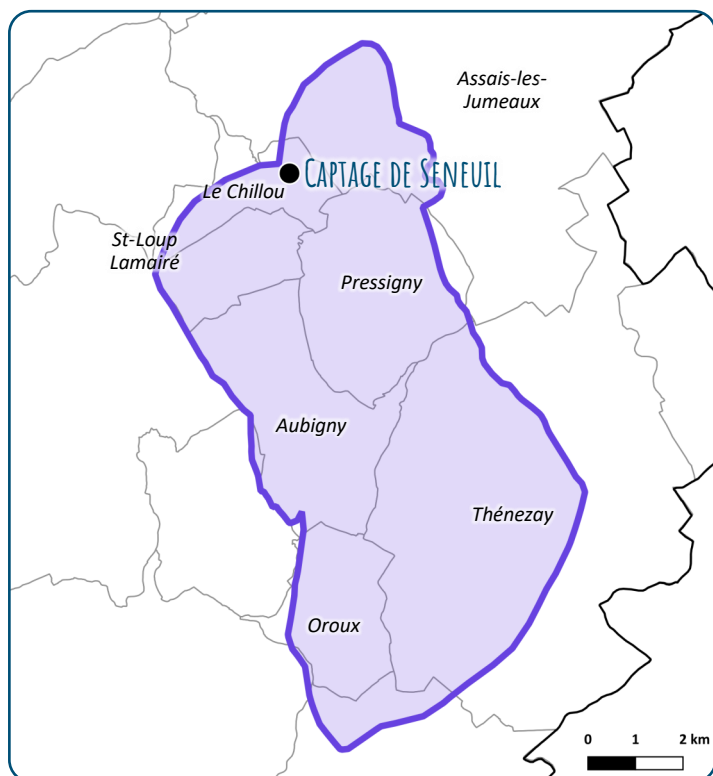 Assais-les-
Jumeaux
Captage de Seneuil
Le Chillou
St-Loup
Lamairé
Pressigny
Aubigny
Thénezay
Oroux
0 1 2 km